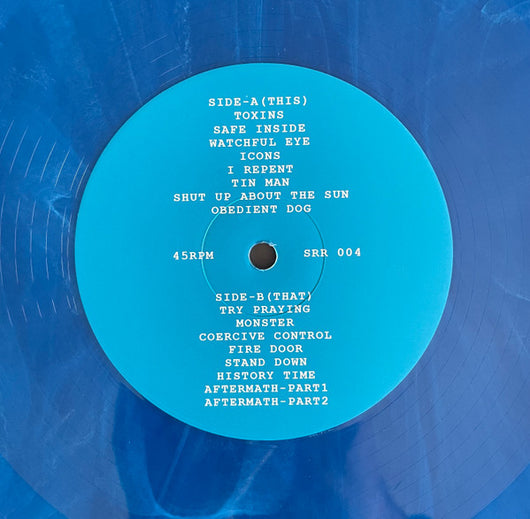 SIDE-A(THIS)
TOXINS
SAFE INSIDE
WATCHFUL EYE
ICONS
I REPENT
TIN MAN
SHUT UP ABOUT THE SUN
OBEDIENT DOG
45RPM SRR 004
SIDE-B(THAT)
TRY PRAYING
MONSTER
COERCIVE CONTROL
FIRE DOOR
STAND DOWN
HISTORY TIME
AFTERMATH-PART1
AFTERMATH-PART2